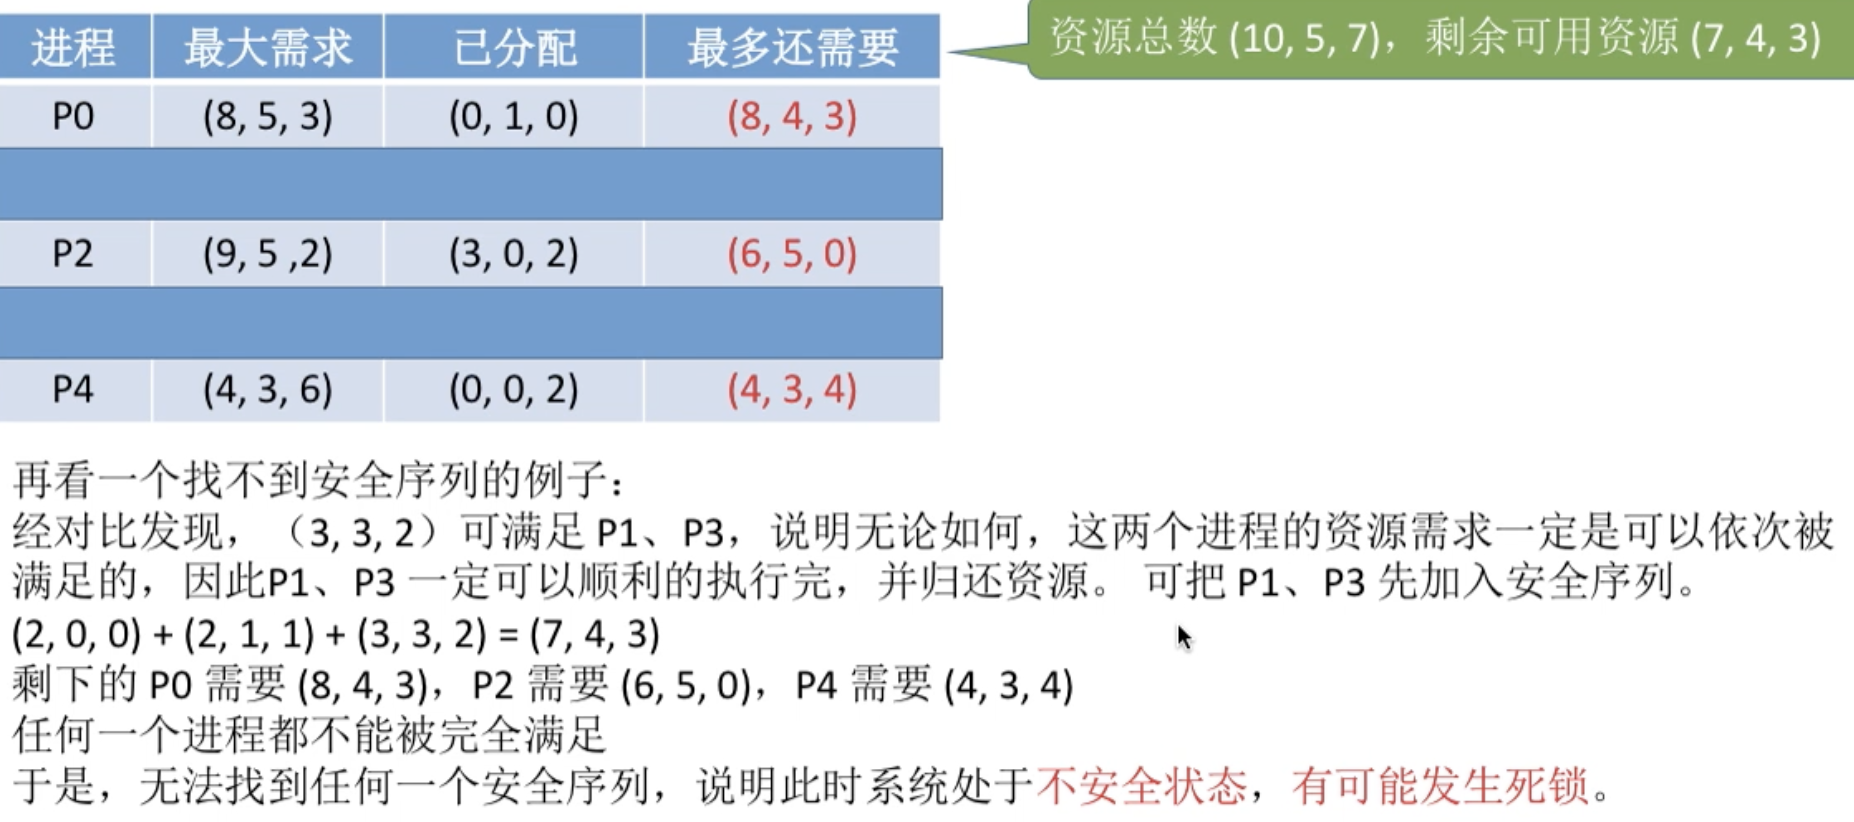 进程 最大需求 已分配 最多还需要
资源总数 (10, 5, 7)，剩余可用资源 (7, 4, 3)
P0 (8, 5, 3) (0, 1, 0) (8, 4, 3)
P2 (9, 5 ,2) (3, 0, 2) (6, 5, 0)
P4 (4, 3, 6) (0, 0, 2) (4, 3, 4)
再看一个找不到安全序列的例子：
经对比发现，（3, 3, 2）可满足 P1、P3，说明无论如何，这两个进程的资源需求一定是可以依次被
满足的，因此P1、P3 一定可以顺利的执行完，并归还资源。 可把 P1、P3 先加入安全序列。
(2, 0, 0) + (2, 1, 1) + (3, 3, 2) = (7, 4, 3)
剩下的 P0 需要 (8, 4, 3)，P2 需要 (6, 5, 0)，P4 需要 (4, 3, 4)
任何一个进程都不能被完全满足
于是，无法找到任何一个安全序列，说明此时系统处于不安全状态，有可能发生死锁。